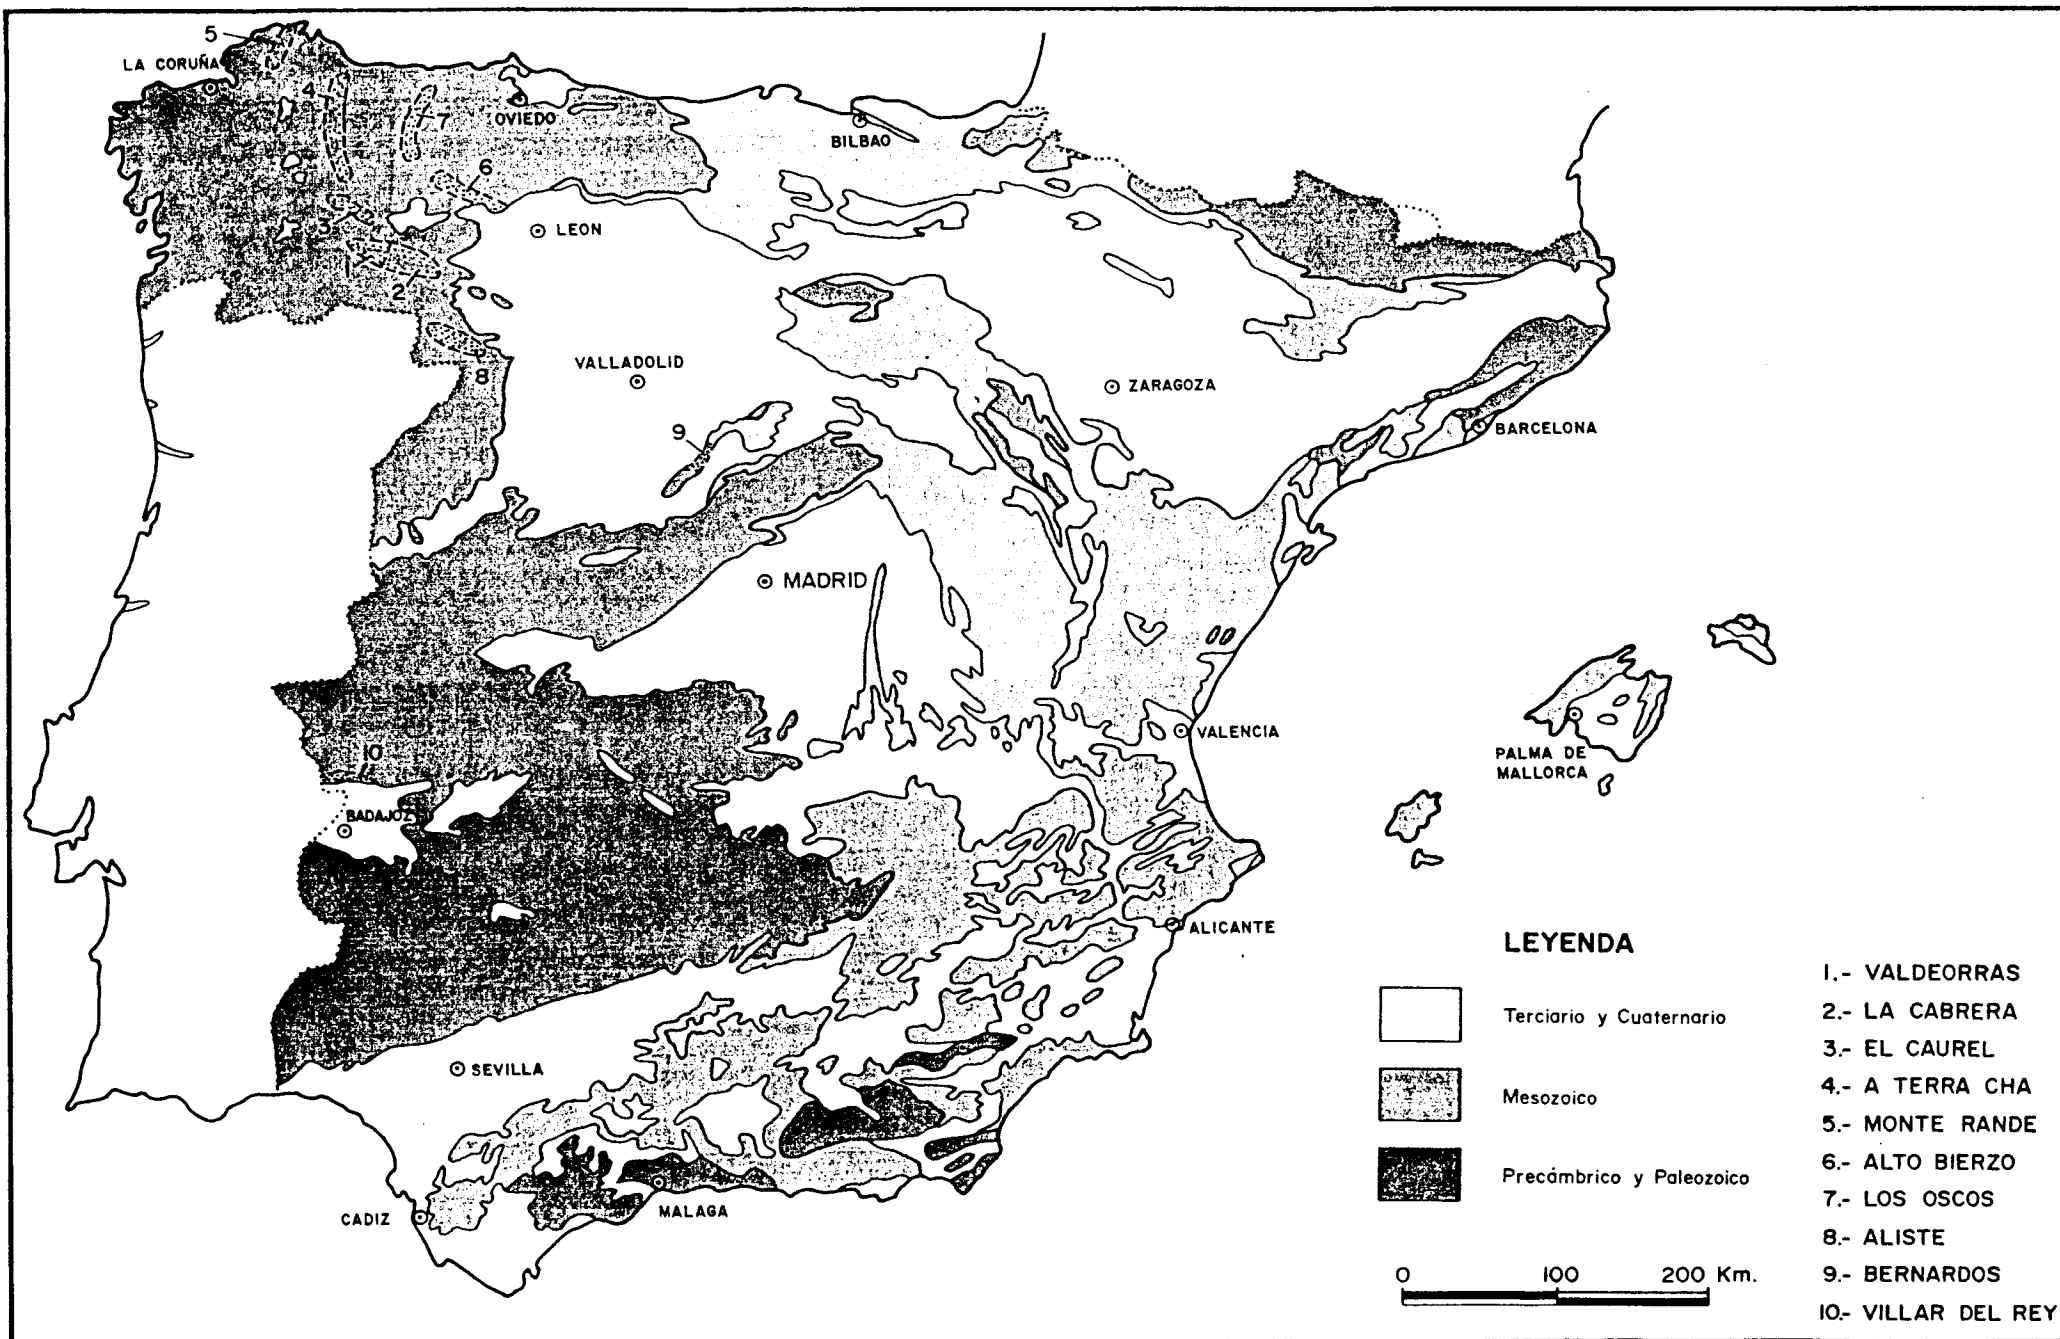 5
LA CORUÑA
4
7
OVIEDO
BILBAO
6
3
LEON
1
2
VALLADOLID
8
ZARAGOZA
9
BARCELONA
MADRID
VALENCIA
10
PALMA DE
MALLORCA
BADAJOZ
ALICANTE
SEVILLA
CADIZ
MALAGA
LEYENDA
Terciario y Cuaternario
Mesozoico
Precámbrico y Paleozoico
0 100 200 Km.
1.- VALDEORRAS
2.- LA CABRERA
3.- EL CAUREL
4.- A TERRA CHA
5.- MONTE RANDE
6.- ALTO BIERZO
7.- LOS OSCOS
8.- ALISTE
9.- BERNARDOS
10.- VILLAR DEL REY